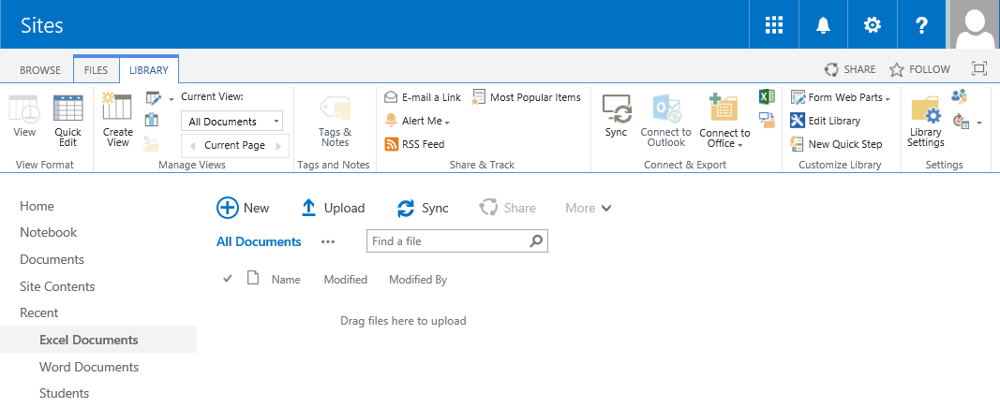 Sites
?
BROWSE FILES LIBRARY SHARE FOLLOW
View
Quick Edit
View Format
Create View
Current View:
All Documents
Current Page
Manage Views
Tags & Notes
Tags and Notes
E-mail a Link Most Popular Items
Alert Me
RSS Feed
Share & Track
Sync
Connect to Outlook
Connect to Office
Connect & Export
Form Web Parts
Edit Library
New Quick Step
Customize Library
Library Settings
Settings
Home
Notebook
Documents
Site Contents
Recent
Excel Documents
Word Documents
Students
New Upload Sync Share More
All Documents ••• Find a file
Name Modified Modified By
Drag files here to upload